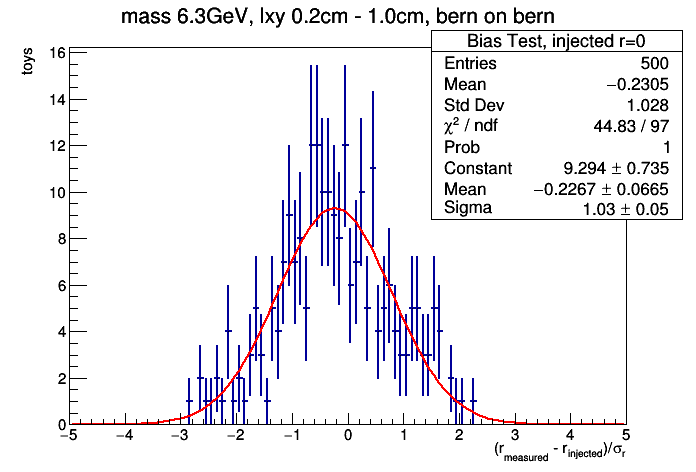 mass 6.3GeV, lxy 0.2cm - 1.0cm, bern on bern
Bias Test, injected r=0
Entries 500
Mean −0.2305
Std Dev 1.028
χ² / ndf 44.83 / 97
Prob 1
Constant 9.294 ± 0.735
Mean −0.2267 ± 0.0665
Sigma 1.03 ± 0.05
toys
16
14
12
10
8
6
4
2
0
−5 −4 −3 −2 −1 0 1 2 3 4 5
(r_measured - r_injected)/σ_r